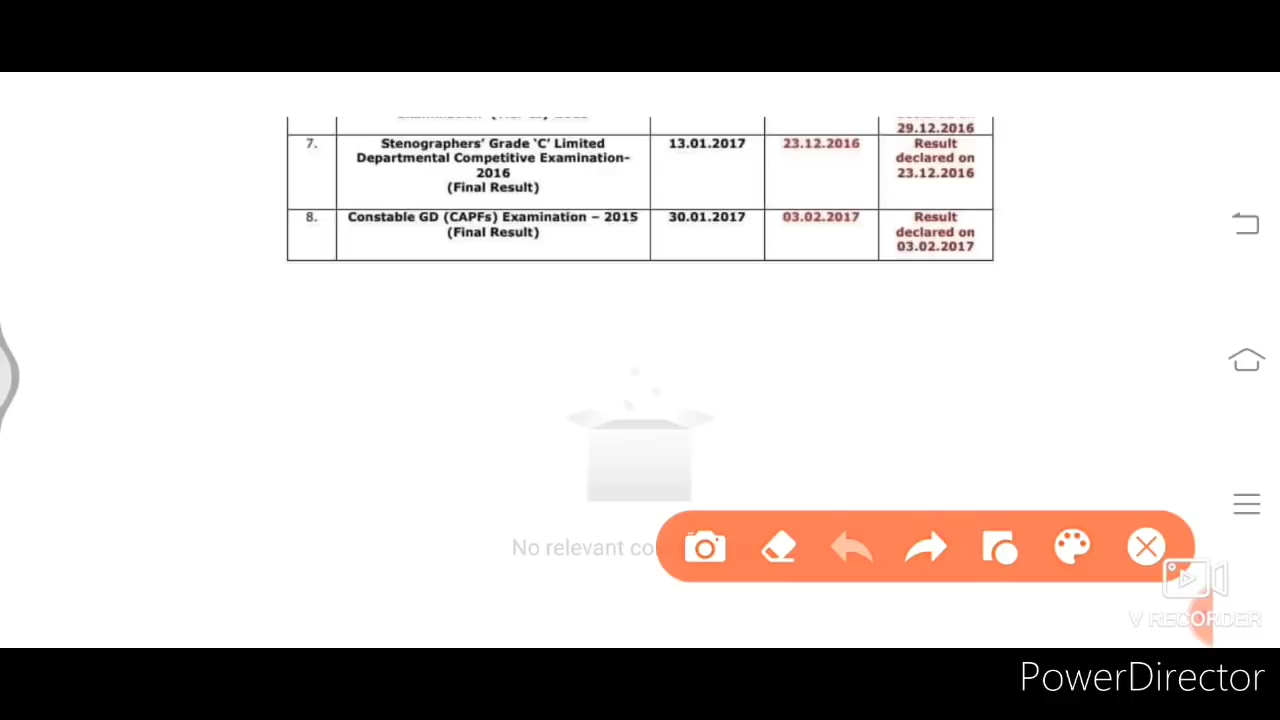 29.12.2016
7. Stenographers' Grade 'C' Limited Departmental Competitive Examination-2016 (Final Result) 13.01.2017 23.12.2016 Result declared on 23.12.2016
8. Constable GD (CAPFs) Examination – 2015 (Final Result) 30.01.2017 03.02.2017 Result declared on 03.02.2017
No relevant
V RECORDER
PowerDirector